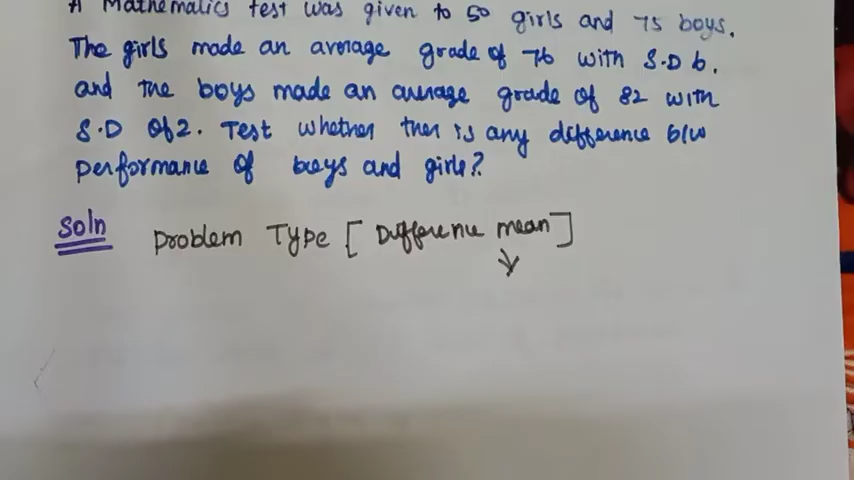 A Mathematics test was given to 50 girls and 75 boys.
The girls made an average grade of 76 with S.D 6.
and the boys made an average grade of 82 with
S.D of 2. Test whether ther is any difference b/w
performance of boys and girls?
Soln Problem Type [Difference mean]